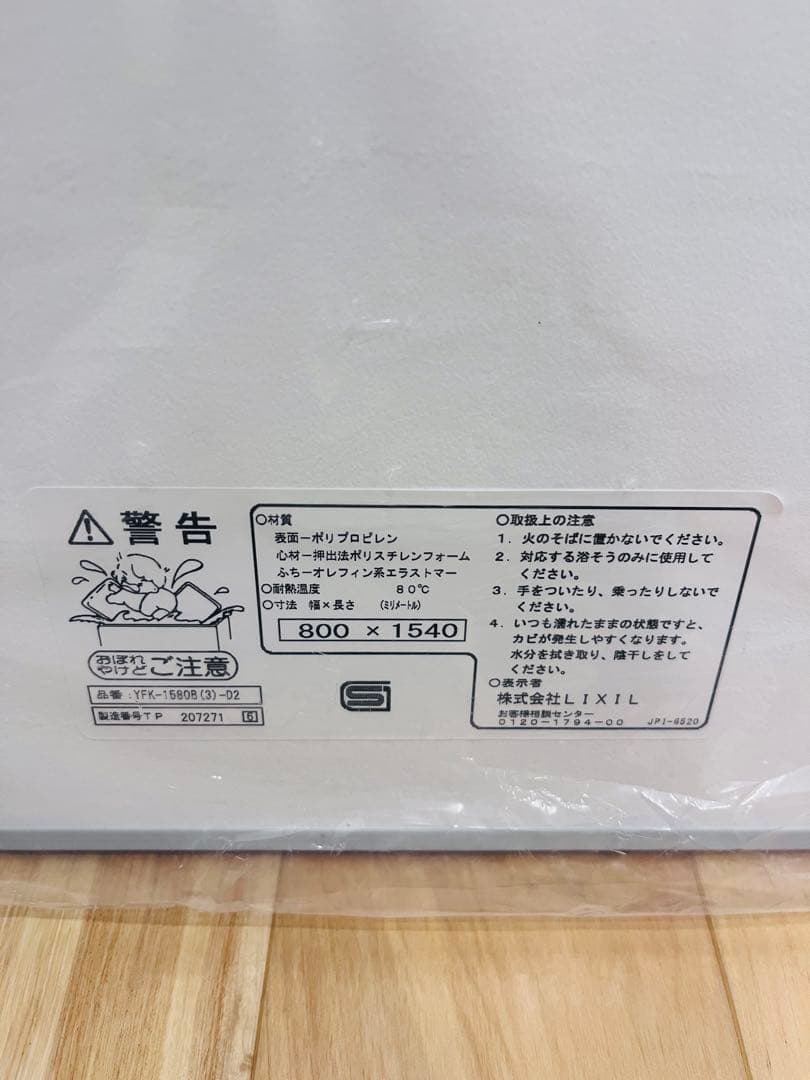 警告
おぼれ
やけど ご注意
品番:YFK-1580B(3)-D2
製造番号TP 207271 6
○材質
表面ーポリプロピレン
心材ー押出法ポリスチレンフォーム
ふちーオレフィン系エラストマー
○耐熱温度 80℃
○寸法 幅×長さ (ミリメートル)
800 × 1540
○取扱上の注意
1. 火のそばに置かないでください。
2. 対応する浴そうのみに使用して
ください。
3. 手をついたり、乗ったりしないで
ください。
4. いつも濡れたままの状態ですと、
カビが発生しやすくなります。
水分を拭き取り、陰干しをして
ください。
○表示者
株式会社LIXIL
お客様相談センター
0120-1794-00 JPI-6520